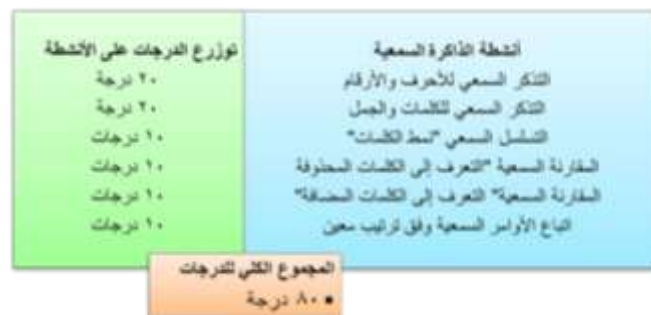 أنشطة الذاكرة السمعية
توزرع الدرجات على الأنشطة
التذكر السمعي للأحرف والأرقام
٢٠ درجة
التذكر السمعي للكلمات والجمل
٢٠ درجة
التسلسل السمعي "نمط الكلمات"
١٠ درجات
المقارنة السمعية "التعرف إلى الكلمات المحذوفة
١٠ درجات
المقارنة السمعية" التعرف إلى الكلمات المضافة"
١٠ درجات
اتباع الأوامر السمعية وفق ترتيب معين
١٠ درجات
المجموع الكلي للدرجات
• ٨٠ درجة